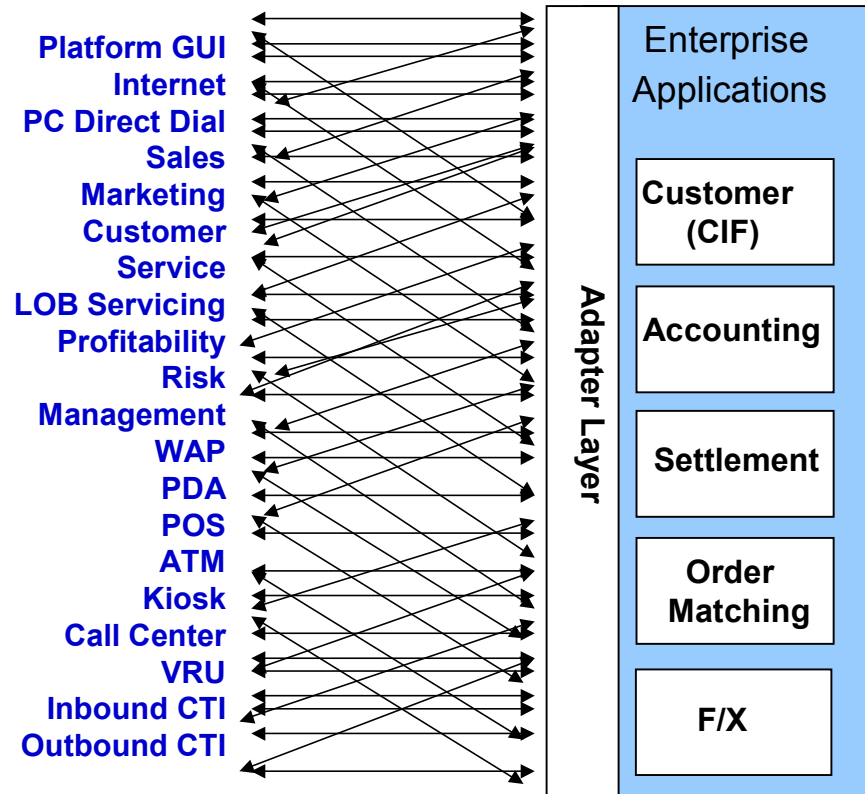 Platform GUI
Internet
PC Direct Dial
Sales
Marketing
Customer
Service
LOB Servicing
Profitability
Risk
Management
WAP
PDA
POS
ATM
Kiosk
Call Center
VRU
Inbound CTI
Outbound CTI
Adapter Layer
Enterprise
Applications
Customer
(CIF)
Accounting
Settlement
Order
Matching
F/X